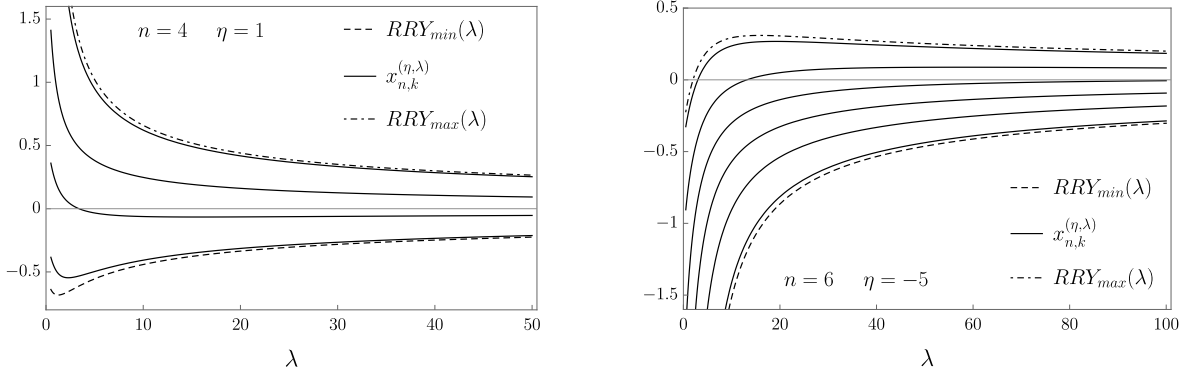 n = 4 η = 1
RRY_min(λ)
x_{n,k}^{(η,λ)}
RRY_max(λ)
1.5
1
0.5
0
−0.5
0 10 20 30 40 50
λ
0.5
0
−0.5
−1
−1.5
RRY_min(λ)
x_{n,k}^{(η,λ)}
n = 6 η = −5
RRY_max(λ)
0 20 40 60 80 100
λ